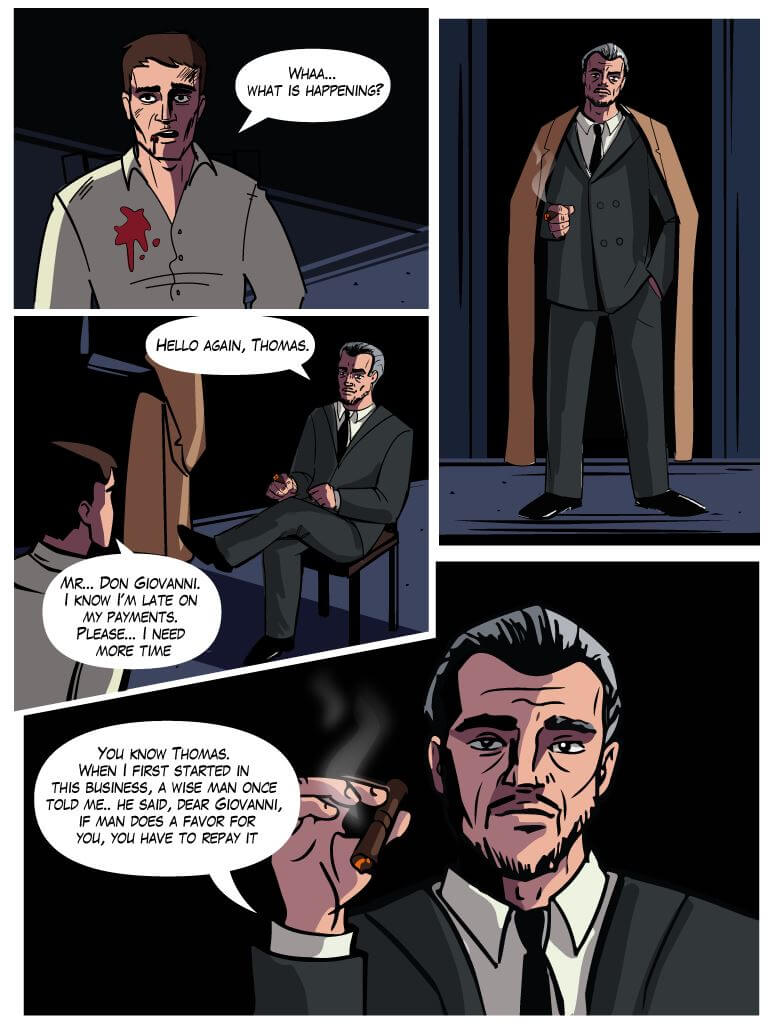 WHAA...
WHAT IS HAPPENING?
HELLO AGAIN, THOMAS.
MR... DON GIOVANNI.
I KNOW I'M LATE ON
MY PAYMENTS.
PLEASE... I NEED
MORE TIME
YOU KNOW THOMAS.
WHEN I FIRST STARTED IN
THIS BUSINESS, A WISE MAN ONCE
TOLD ME.. HE SAID, DEAR GIOVANNI,
IF MAN DOES A FAVOR FOR
YOU, YOU HAVE TO REPAY IT